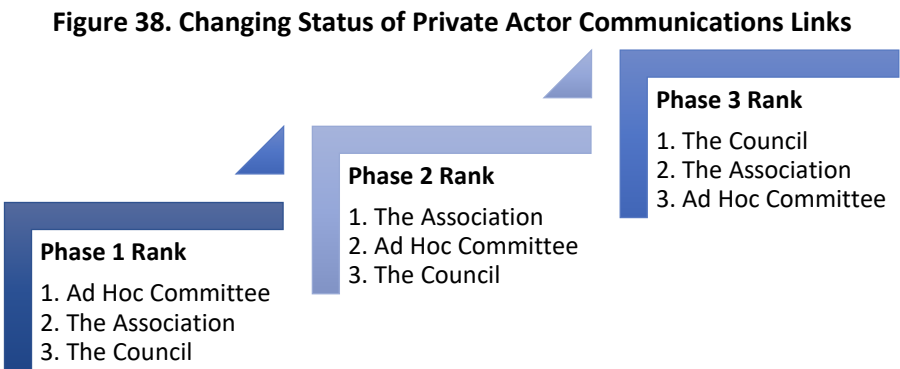 Figure 38. Changing Status of Private Actor Communications Links
Phase 1 Rank
1. Ad Hoc Committee
2. The Association
3. The Council
Phase 2 Rank
1. The Association
2. Ad Hoc Committee
3. The Council
Phase 3 Rank
1. The Council
2. The Association
3. Ad Hoc Committee